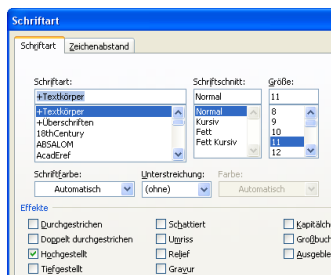 Schriftart
Schriftart Zeichenabstand
Schriftart: Schriftschnitt: Größe:
+Textkörper Normal 11
+Textkörper Normal 8
+Überschriften Kursiv 9
18thCentury Fett 10
ABSALOM Fett Kursiv 11
AcadEref 12
Schriftfarbe: Unterstreichung: Farbe:
Automatisch (ohne) Automatisch
Effekte
Durchgestrichen Schattiert Kapitälch
Doppelt durchgestrichen Umriss Großbuch
Hochgestellt Relief Ausgeble
Tiefgestellt Gravur